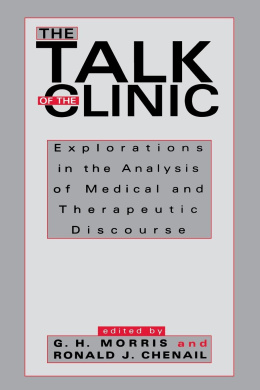 THE
TALK
OF THE
CLINIC
Explorations
in the Analysis
of Medical and
Therapeutic
Discourse
edited by
G. H. MORRIS and
RONALD J. CHENAIL